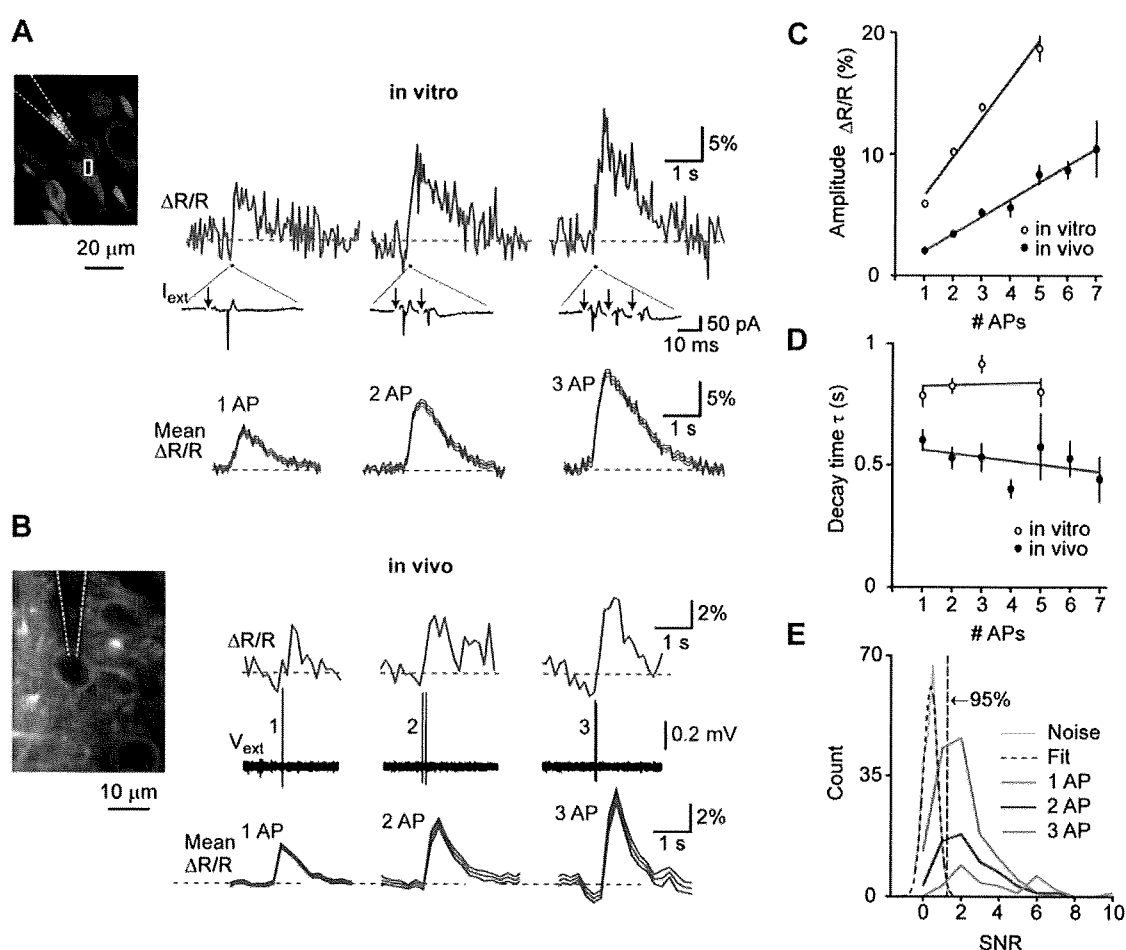 A
in vitro
20 μm
ΔR/R
5%
1 s
I ext
50 pA
10 ms
Mean
ΔR/R
1 AP
2 AP
3 AP
5%
1 s
B
in vivo
10 μm
ΔR/R
2%
1 s
V ext
1
2
3
0.2 mV
Mean
ΔR/R
1 AP
2 AP
3 AP
2%
1 s
C
Amplitude ΔR/R (%)
20
10
0
in vitro
in vivo
1 2 3 4 5 6 7
# APs
D
Decay time τ (s)
1
0.5
0
in vitro
in vivo
1 2 3 4 5 6 7
# APs
E
Count
70
35
0
←95%
Noise
Fit
1 AP
2 AP
3 AP
0 2 4 6 8 10
SNR